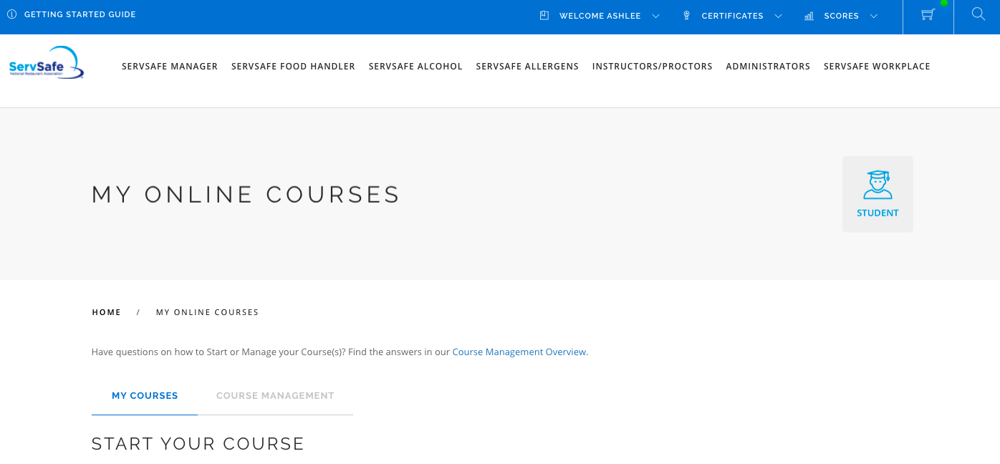 GETTING STARTED GUIDE
WELCOME ASHLEE
CERTIFICATES
SCORES
ServSafe
National Restaurant Association
SERVSAFE MANAGER
SERVSAFE FOOD HANDLER
SERVSAFE ALCOHOL
SERVSAFE ALLERGENS
INSTRUCTORS/PROCTORS
ADMINISTRATORS
SERVSAFE WORKPLACE
MY ONLINE COURSES
STUDENT
HOME / MY ONLINE COURSES
Have questions on how to Start or Manage your Course(s)? Find the answers in our Course Management Overview.
MY COURSES
COURSE MANAGEMENT
START YOUR COURSE